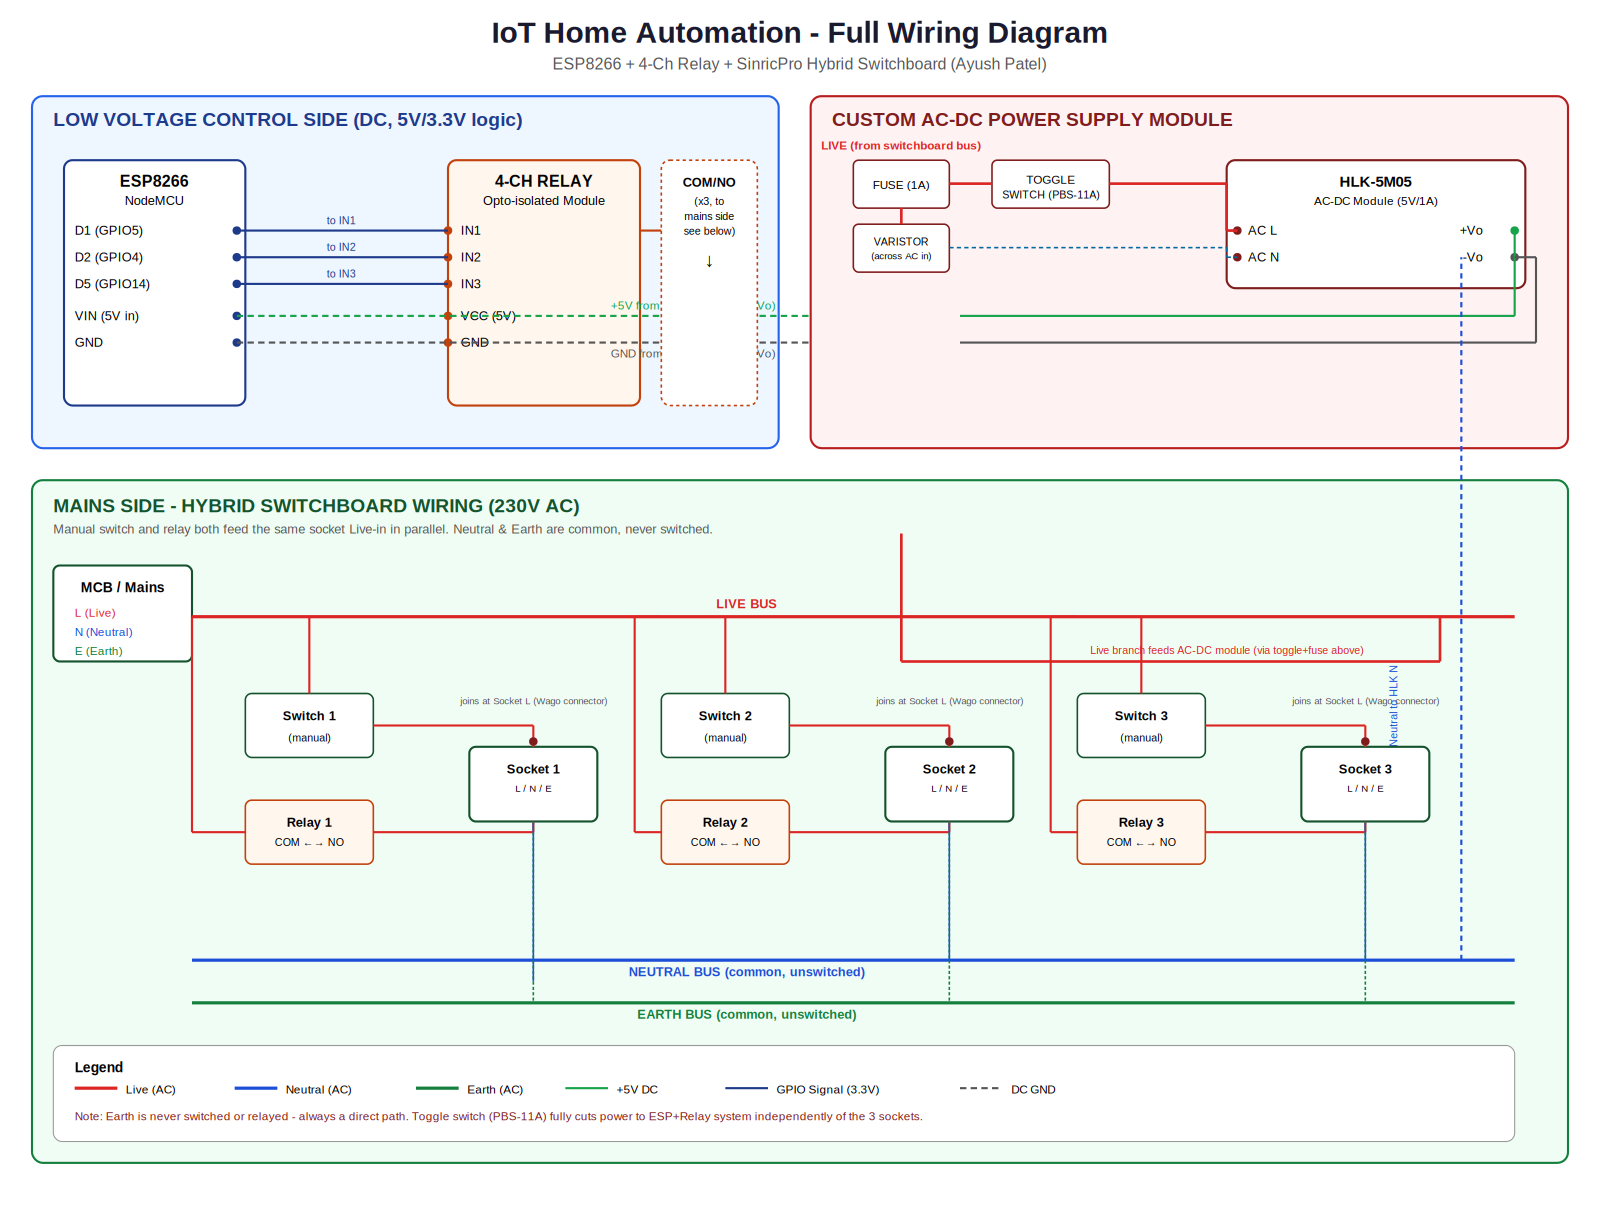 IoT Home Automation - Full Wiring Diagram
ESP8266 + 4-Ch Relay + SinricPro Hybrid Switchboard (Ayush Patel)
LOW VOLTAGE CONTROL SIDE (DC, 5V/3.3V logic)
ESP8266
NodeMCU
D1 (GPIO5)
D2 (GPIO4)
D5 (GPIO14)
VIN (5V in)
GND
to IN1
to IN2
to IN3
4-CH RELAY
Opto-isolated Module
IN1
IN2
IN3
VCC (5V)
GND
+5V from
Vo)
GND from
Vo)
COM/NO
(x3, to
mains side
see below)
↓
CUSTOM AC-DC POWER SUPPLY MODULE
LIVE (from switchboard bus)
FUSE (1A)
TOGGLE
SWITCH (PBS-11A)
VARISTOR
(across AC in)
HLK-5M05
AC-DC Module (5V/1A)
AC L
AC N
+Vo
-Vo
MAINS SIDE - HYBRID SWITCHBOARD WIRING (230V AC)
Manual switch and relay both feed the same socket Live-in in parallel. Neutral & Earth are common, never switched.
MCB / Mains
L (Live)
N (Neutral)
E (Earth)
LIVE BUS
Live branch feeds AC-DC module (via toggle+fuse above)
Neutral to HLK N
Switch 1
(manual)
joins at Socket L (Wago connector)
Socket 1
L / N / E
Relay 1
COM ←→ NO
Switch 2
(manual)
joins at Socket L (Wago connector)
Socket 2
L / N / E
Relay 2
COM ←→ NO
Switch 3
(manual)
joins at Socket L (Wago connector)
Socket 3
L / N / E
Relay 3
COM ←→ NO
NEUTRAL BUS (common, unswitched)
EARTH BUS (common, unswitched)
Legend
Live (AC)
Neutral (AC)
Earth (AC)
+5V DC
GPIO Signal (3.3V)
DC GND
Note: Earth is never switched or relayed - always a direct path. Toggle switch (PBS-11A) fully cuts power to ESP+Relay system independently of the 3 sockets.